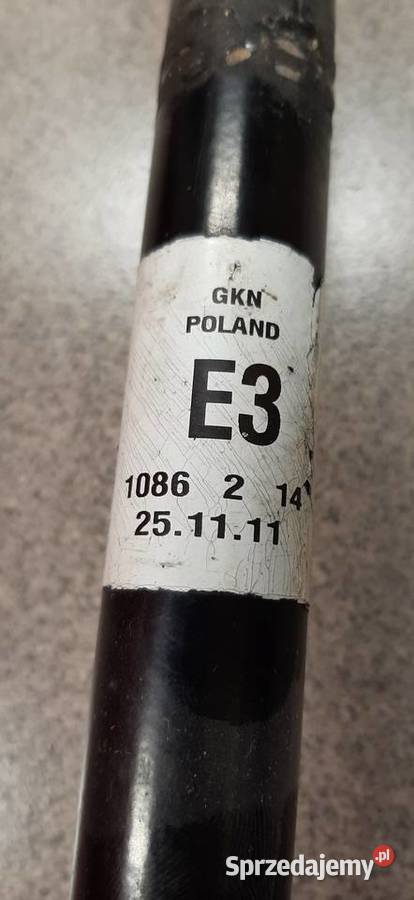 GKN
POLAND
E3
1086 2 14
25.11.11
Sprzedajemy.pl